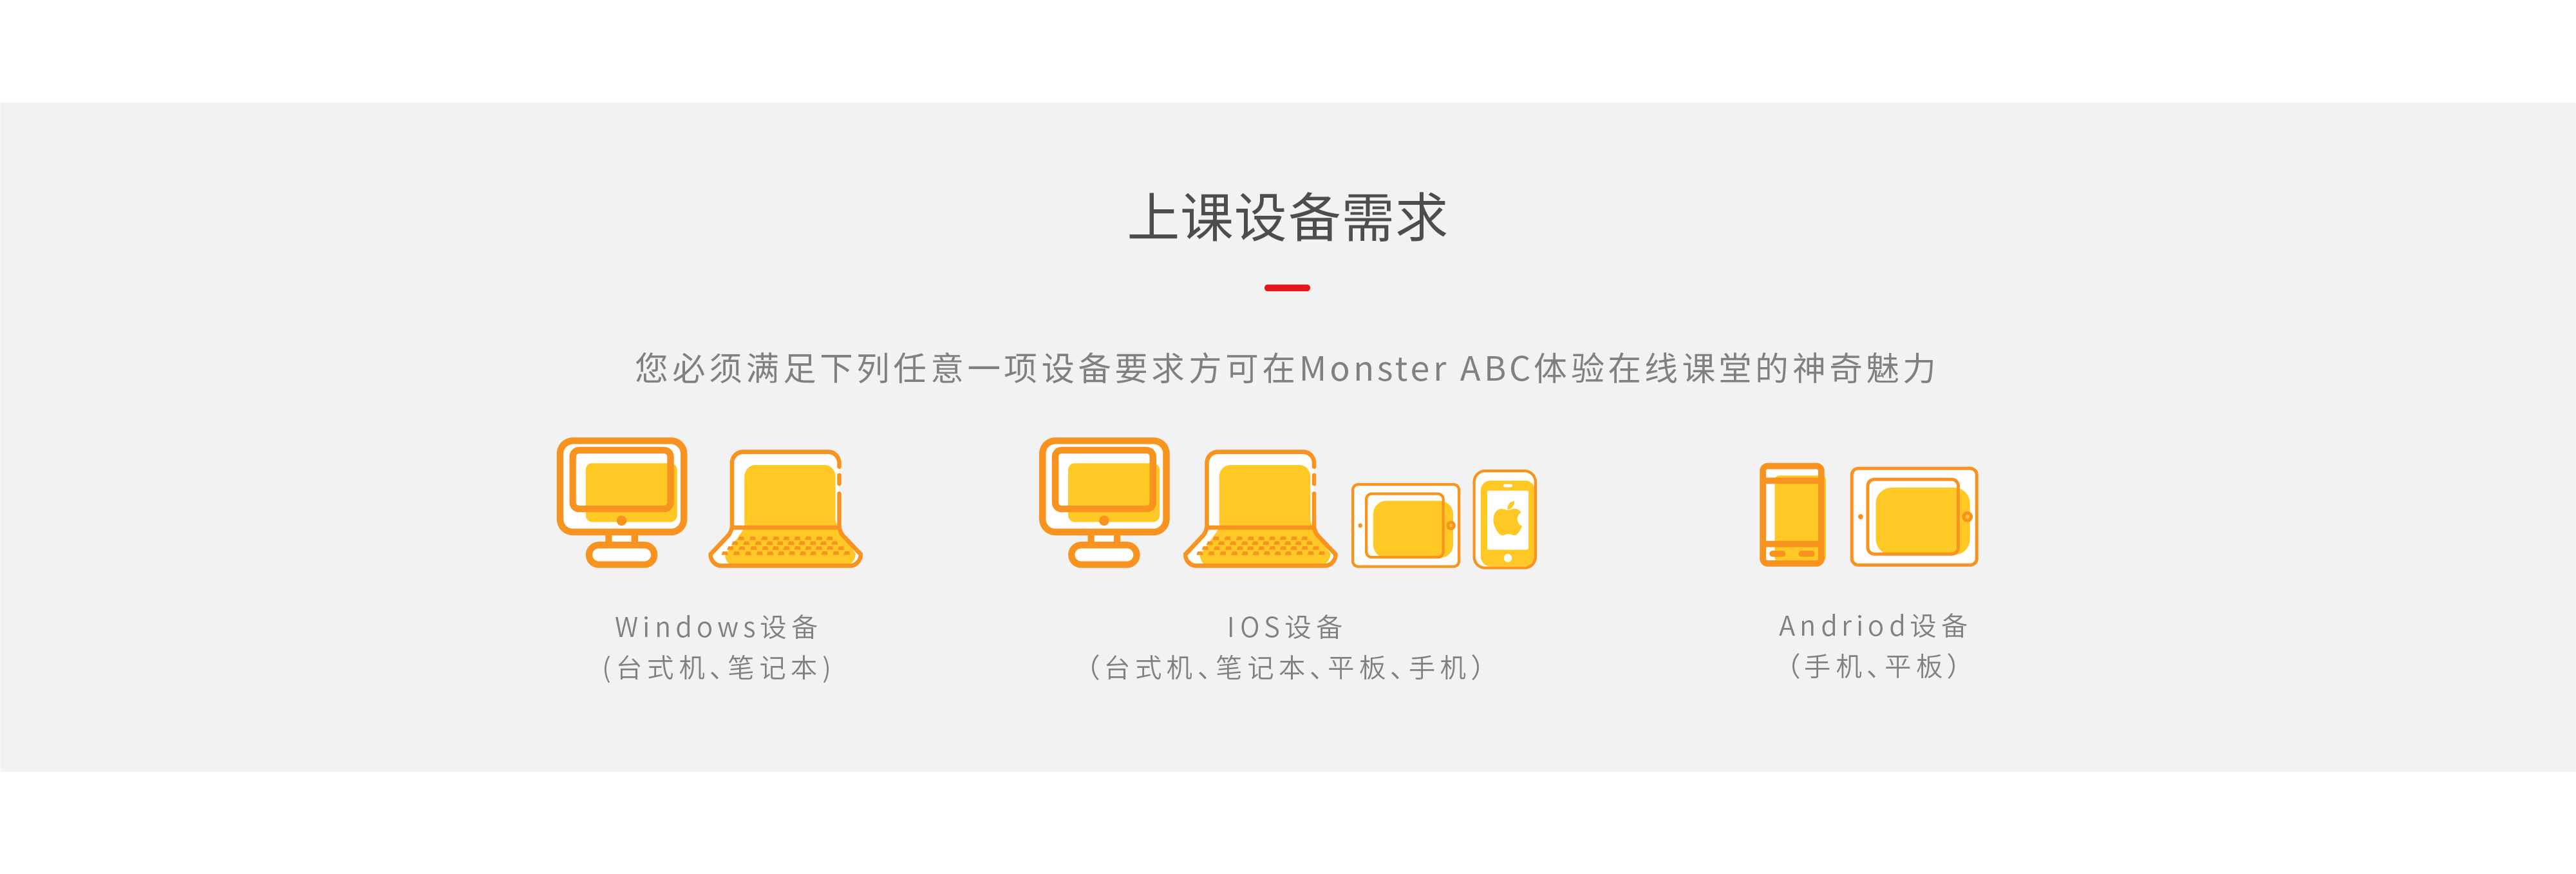 上课设备需求
您必须满足下列任意一项设备要求方可在Monster ABC体验在线课堂的神奇魅力
Windows设备
(台式机、笔记本)
IOS设备
（台式机、笔记本、平板、手机）
Andriod设备
（手机、平板）